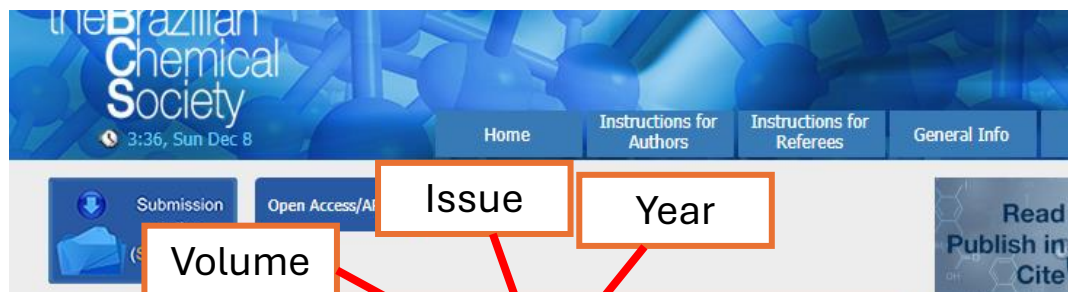 theBrazilian
Chemical
Society
3:36, Sun Dec 8
Home
Instructions for
Authors
Instructions for
Referees
General Info
Submission
Open Access/
Issue
Year
Volume
Read
Publish in
Cite